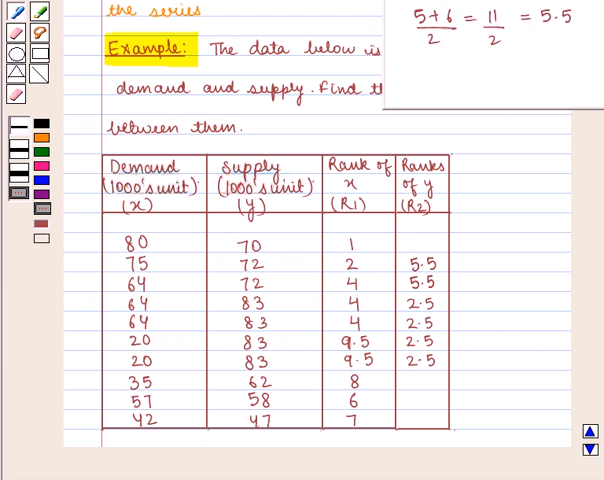 the series
5+6 = 11 = 5.5
2 2
Example: The data below is
demand and supply. Find th
between them.
Demand (1000's unit) (x) Supply (1000's unit) (y) Rank of x (R1) Ranks of y (R2)
80 70 1
75 72 2 5.5
64 72 4 5.5
64 83 4 2.5
64 83 4 2.5
20 83 9.5 2.5
20 83 9.5 2.5
35 62 8
57 58 6
42 47 7